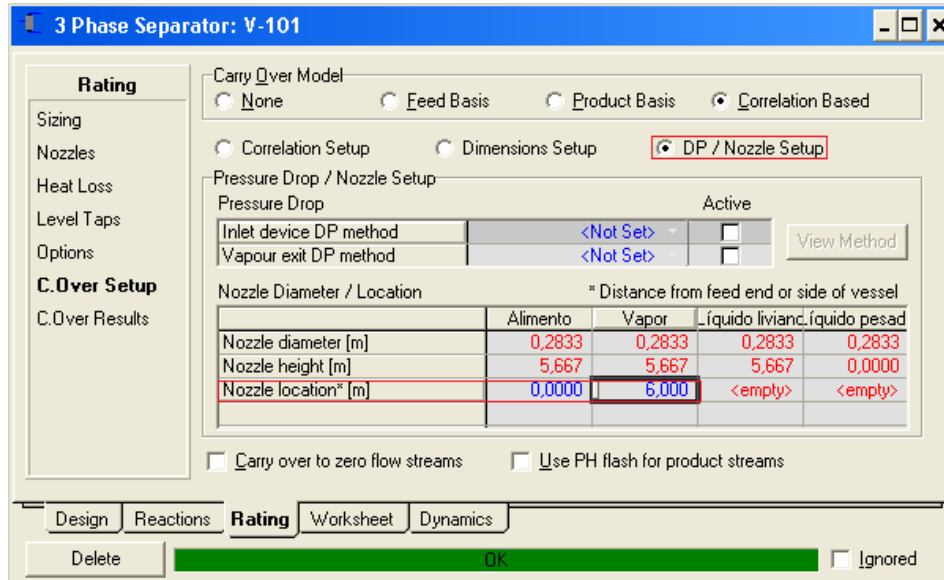 3 Phase Separator: V-101
Rating
Sizing
Nozzles
Heat Loss
Level Taps
Options
C.Over Setup
C.Over Results
Carry Over Model
None Feed Basis Product Basis Correlation Based
Correlation Setup Dimensions Setup DP / Nozzle Setup
Pressure Drop / Nozzle Setup
Pressure Drop Active
Inlet device DP method <Not Set>
Vapour exit DP method <Not Set>
View Method
Nozzle Diameter / Location * Distance from feed end or side of vessel
Alimento Vapor Líquido livianc Líquido pesad
Nozzle diameter [m] 0,2833 0,2833 0,2833 0,2833
Nozzle height [m] 5,667 5,667 5,667 0,0000
Nozzle location* [m] 0,0000 6,000 <empty> <empty>
Carry over to zero flow streams Use PH flash for product streams
Design Reactions Rating Worksheet Dynamics
Delete OK Ignored